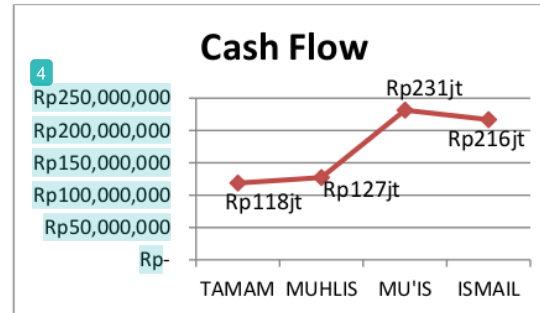 Cash Flow
4
Rp250,000,000
Rp200,000,000
Rp150,000,000
Rp100,000,000
Rp50,000,000
Rp-
Rp118jt
Rp127jt
Rp231jt
Rp216jt
TAMAM MUHLIS MU'IS ISMAIL